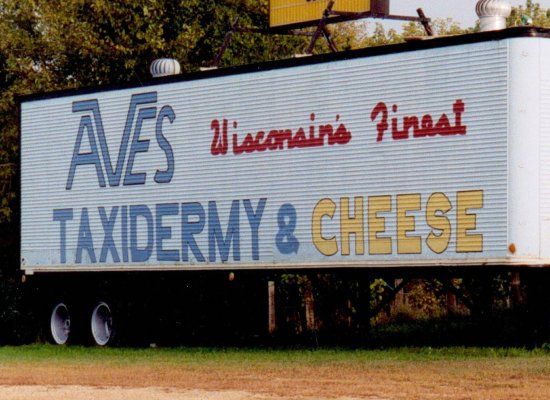 AVES Wisconsin's Finest
TAXIDERMY & CHEESE